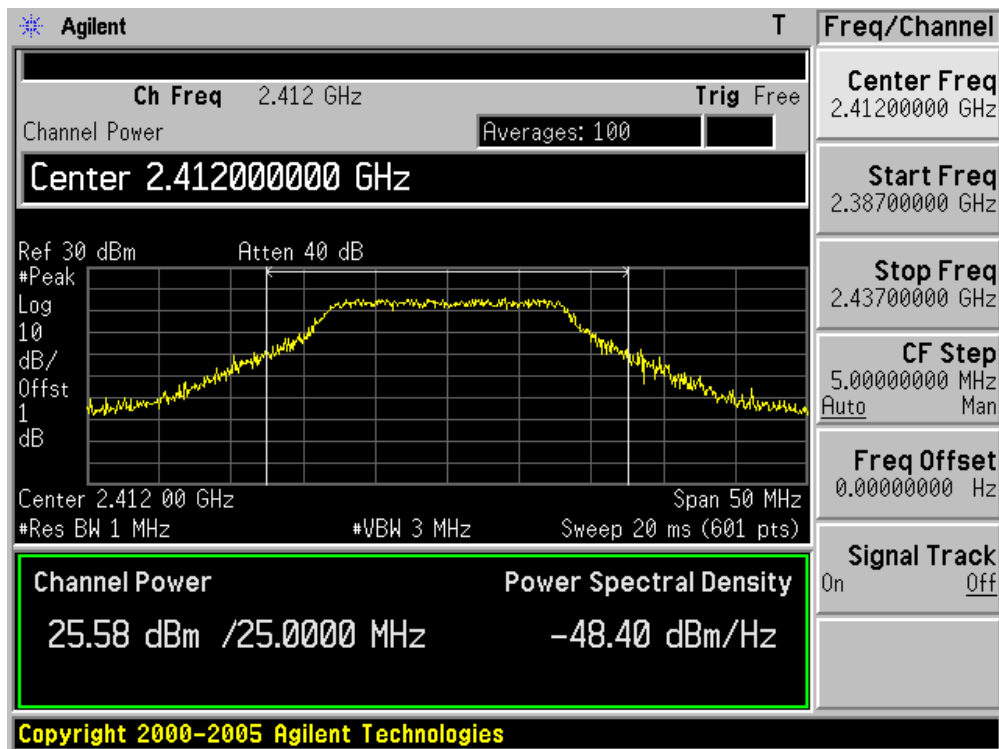 Agilent T
Ch Freq 2.412 GHz Trig Free
Channel Power Averages: 100
Center 2.412000000 GHz
Ref 30 dBm Atten 40 dB
#Peak
Log
10
dB/
Offst
1
dB
Center 2.412 00 GHz Span 50 MHz
#Res BW 1 MHz #VBW 3 MHz Sweep 20 ms (601 pts)
Channel Power Power Spectral Density
25.58 dBm /25.0000 MHz -48.40 dBm/Hz
Copyright 2000-2005 Agilent Technologies
Freq/Channel
Center Freq
2.41200000 GHz
Start Freq
2.38700000 GHz
Stop Freq
2.43700000 GHz
CF Step
5.00000000 MHz
Auto Man
Freq Offset
0.00000000 Hz
Signal Track
On Off